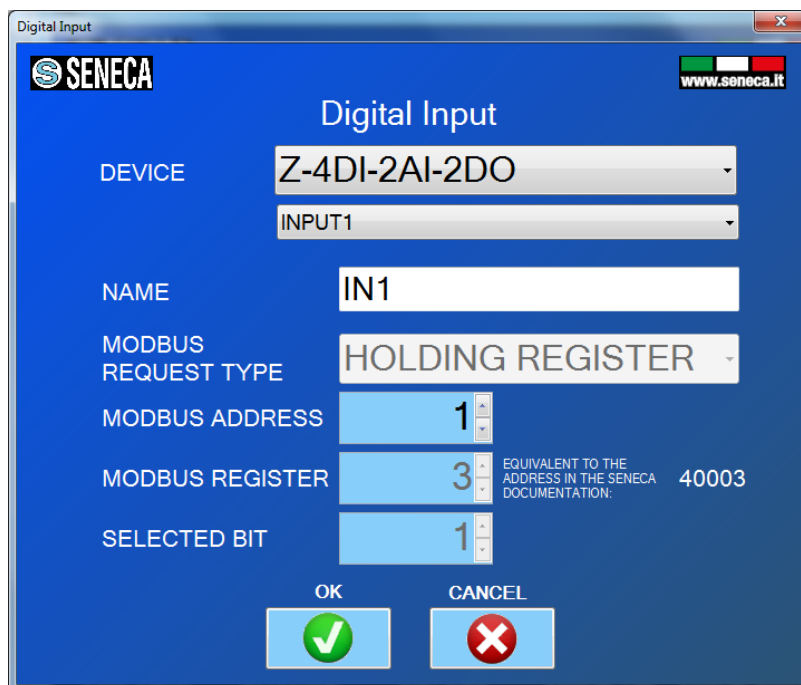 Digital Input
SENECA
www.seneca.it
Digital Input
DEVICE
Z-4DI-2AI-2DO
INPUT1
NAME
IN1
MODBUS
REQUEST TYPE
HOLDING REGISTER
MODBUS ADDRESS
1
MODBUS REGISTER
3
EQUIVALENT TO THE
ADDRESS IN THE SENECA
DOCUMENTATION:
40003
SELECTED BIT
1
OK
CANCEL